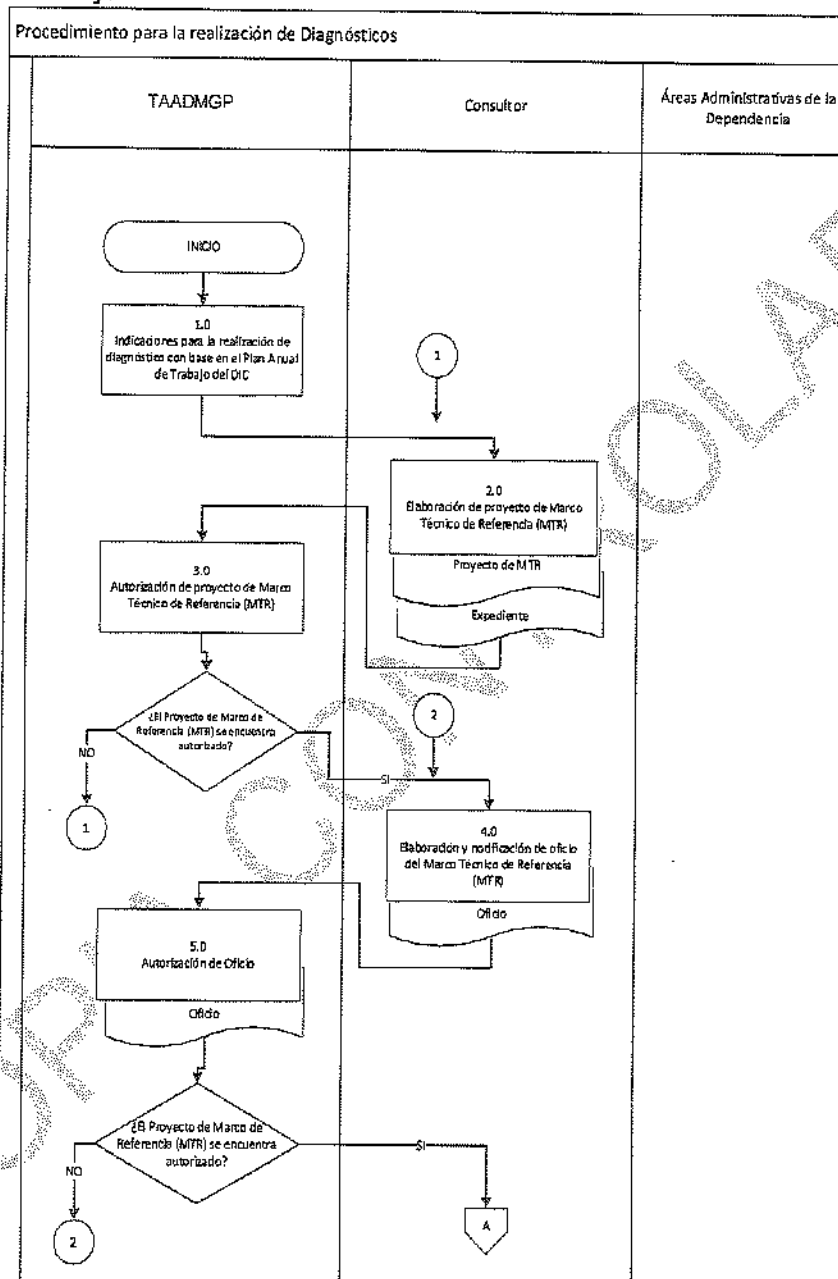 Procedimiento para la realización de Diagnósticos
TAADMGP
Consultor
Áreas Administrativas de la
Dependencia
INICIO
1.0
Indicaciones para la realización de
diagnóstico con base en el Plan Anual
de Trabajo del OIC
1
2.0
Elaboración de proyecto de Marco
Técnico de Referencia (MTR)
Proyecto de MTR
Expediente
3.0
Autorización de proyecto de Marco
Técnico de Referencia (MTR)
¿El Proyecto de Marco de
Referencia (MTR) se encuentra
autorizado?
NO
1
SI
2
4.0
Elaboración y notificación de oficio
del Marco Técnico de Referencia
(MTR)
Oficio
5.0
Autorización de Oficio
Oficio
¿El Proyecto de Marco de
Referencia (MTR) se encuentra
autorizado?
NO
2
SI
A